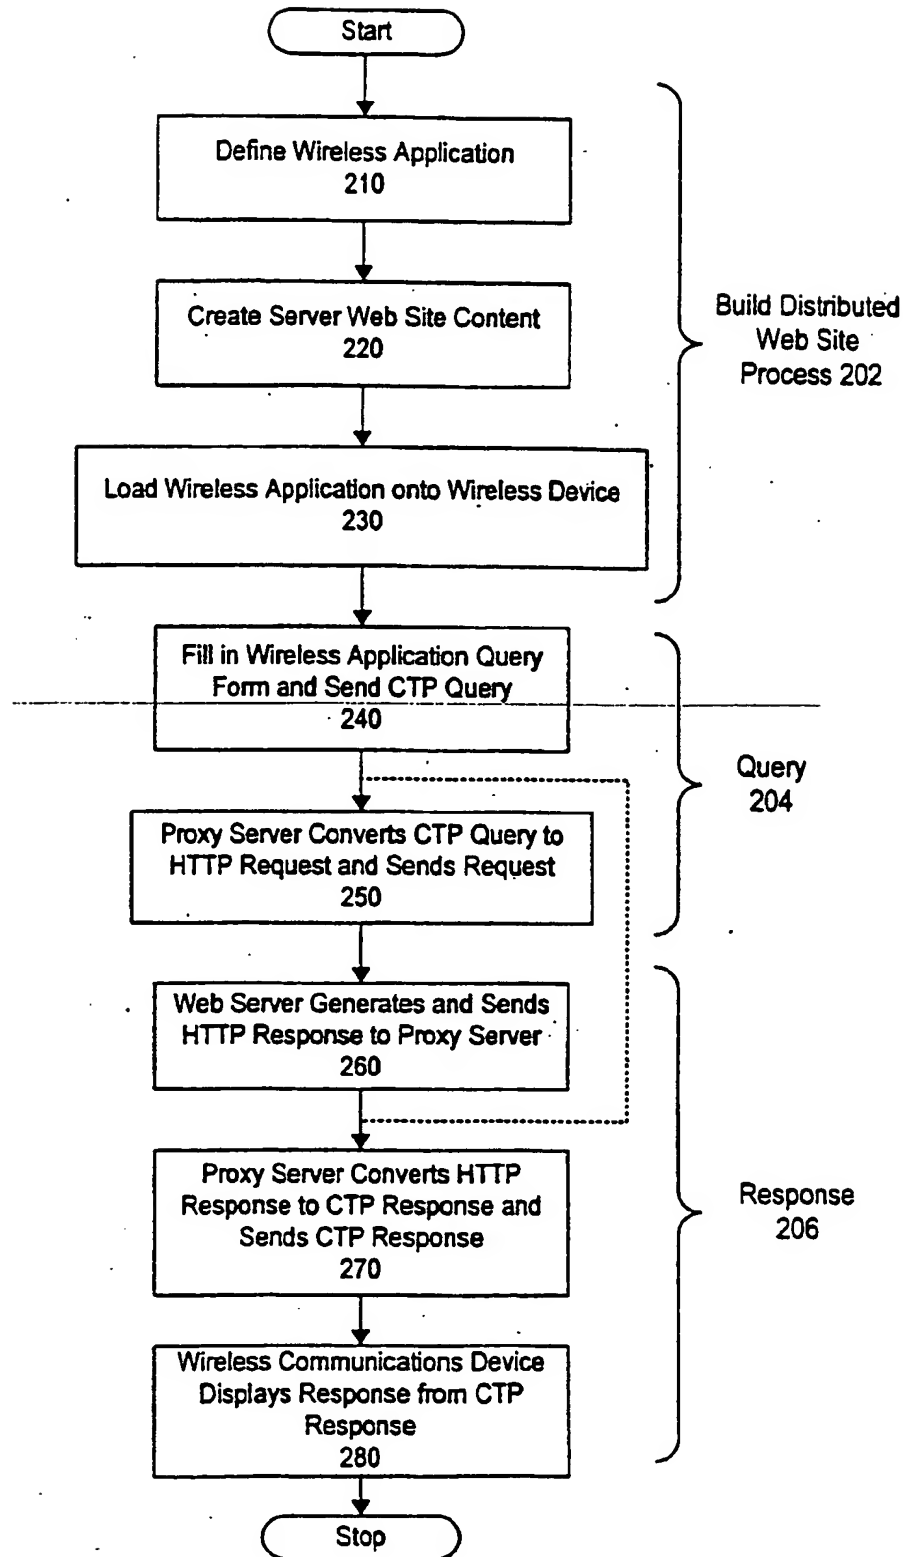 Start
Define Wireless Application
210
Create Server Web Site Content
220
Load Wireless Application onto Wireless Device
230
Build Distributed
Web Site
Process 202
Fill in Wireless Application Query
Form and Send CTP Query
240
Proxy Server Converts CTP Query to
HTTP Request and Sends Request
250
Query
204
Web Server Generates and Sends
HTTP Response to Proxy Server
260
Proxy Server Converts HTTP
Response to CTP Response and
Sends CTP Response
270
Wireless Communications Device
Displays Response from CTP
Response
280
Response
206
Stop